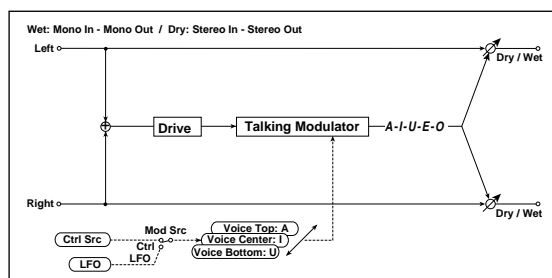 Wet: Mono In - Mono Out / Dry: Stereo In - Stereo Out
Left
Dry / Wet
Drive
Talking Modulator
A-I-U-E-O
Right
Dry / Wet
Mod Src
Ctrl Src
Ctrl
LFO
LFO
Voice Top: A
Voice Center: I
Voice Bottom: U